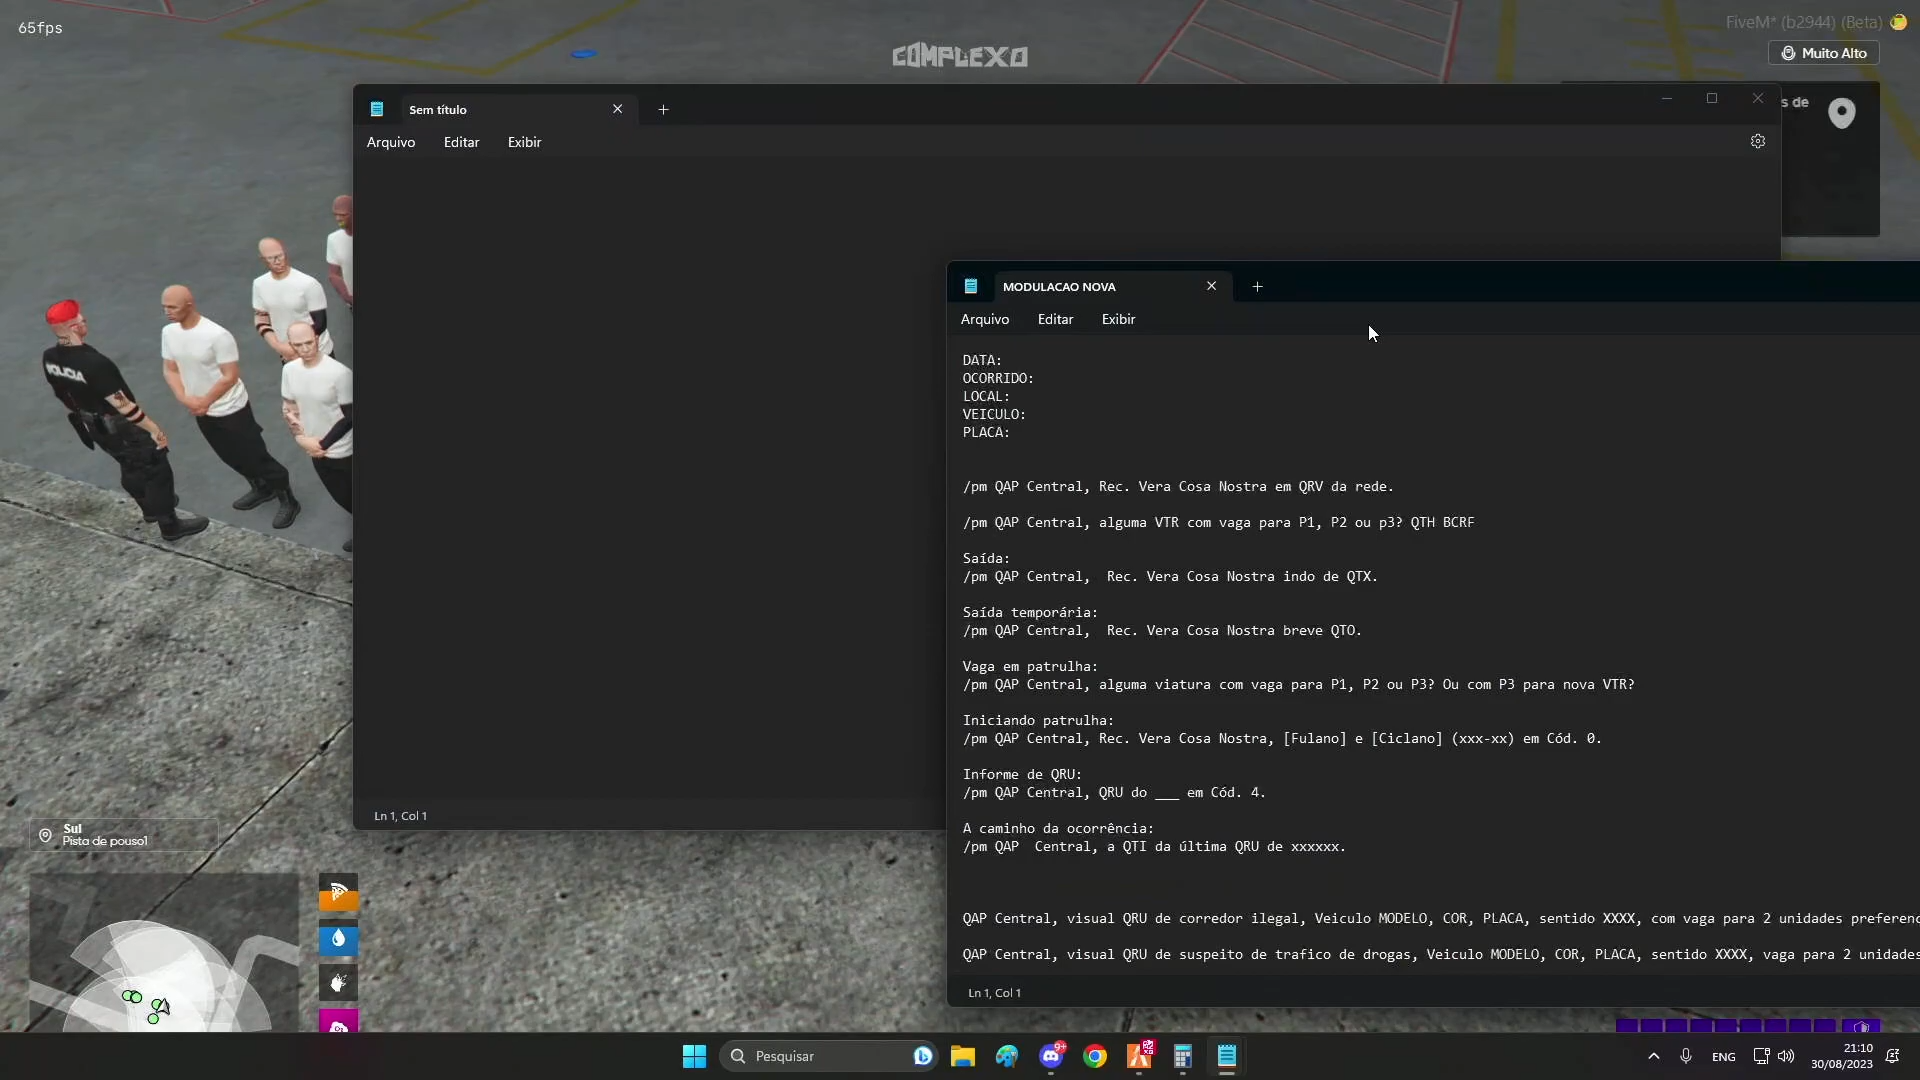 65fps
FiveM* (b2944) (Beta)
COMPLEXO
Muito Alto
s de
Sem título
Arquivo Editar Exibir
MODULACAO NOVA
Arquivo Editar Exibir
POLICIA
DATA:
OCORRIDO:
LOCAL:
VEICULO:
PLACA:
/pm QAP Central, Rec. Vera Cosa Nostra em QRV da rede.
/pm QAP Central, alguma VTR com vaga para P1, P2 ou p3? QTH BCRF
Saída:
/pm QAP Central,  Rec. Vera Cosa Nostra indo de QTX.
Saída temporária:
/pm QAP Central,  Rec. Vera Cosa Nostra breve QTO.
Vaga em patrulha:
/pm QAP Central, alguma viatura com vaga para P1, P2 ou P3? Ou com P3 para nova VTR?
Iniciando patrulha:
/pm QAP Central, Rec. Vera Cosa Nostra, [Fulano] e [Ciclano] (xxx-xx) em Cód. 0.
Informe de QRU:
/pm QAP Central, QRU do ___ em Cód. 4.
A caminho da ocorrência:
/pm QAP  Central, a QTI da última QRU de xxxxxx.
QAP Central, visual QRU de corredor ilegal, Veiculo MODELO, COR, PLACA, sentido XXXX, com vaga para 2 unidades preferenc
QAP Central, visual QRU de suspeito de trafico de drogas, Veiculo MODELO, COR, PLACA, sentido XXXX, vaga para 2 unidades
Ln 1, Col 1
Ln 1, Col 1
Sul
Pista de pouso1
Pesquisar
9+
ENG
21:10
30/08/2023